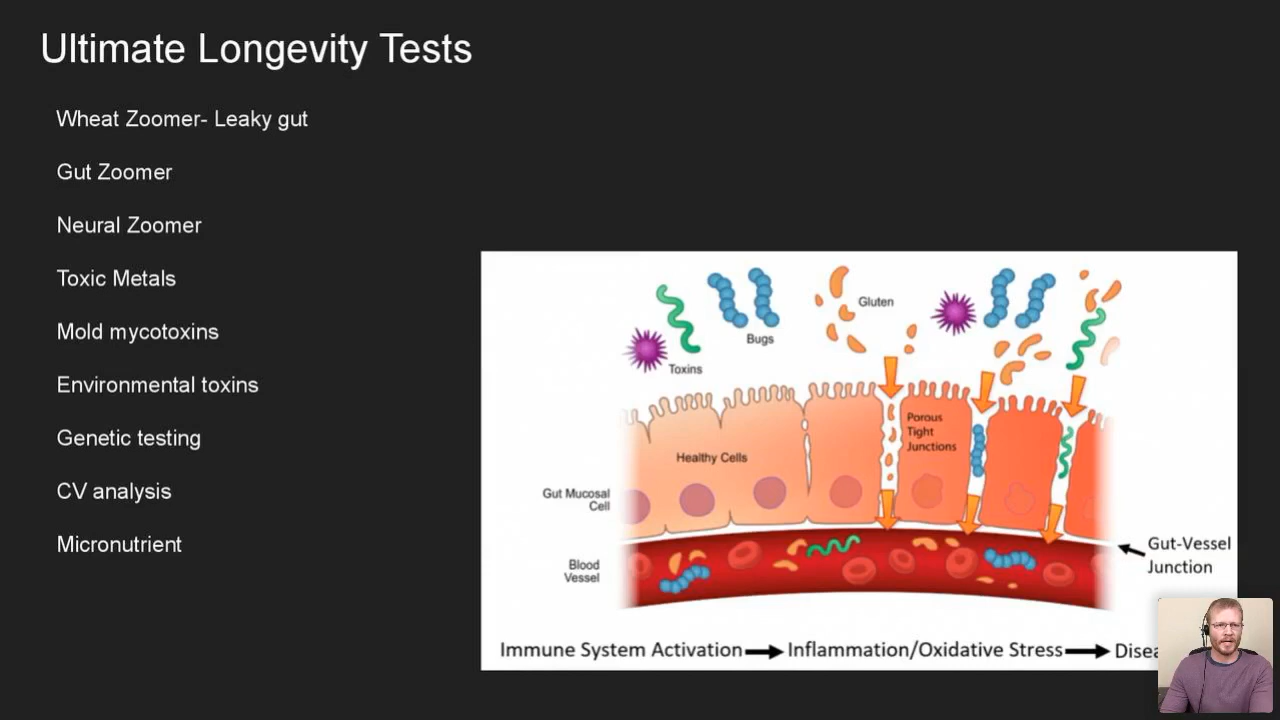 Ultimate Longevity Tests
Wheat Zoomer- Leaky gut
Gut Zoomer
Neural Zoomer
Toxic Metals
Mold mycotoxins
Environmental toxins
Genetic testing
CV analysis
Micronutrient
Toxins
Bugs
Gluten
Porous
Tight
Junctions
Healthy Cells
Gut Mucosal
Cell
Blood
Vessel
Gut-Vessel
Junction
Immune System Activation Inflammation/Oxidative Stress